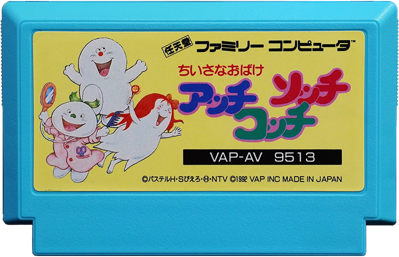 任天堂 ファミリーコンピュータ
ちいさなおばけ
アッチ コッチ ソッチ
VAP-AV 9513
©パステルH・Sぴえろ・Ⓑ・NTV ©1992 VAP INC MADE IN JAPAN